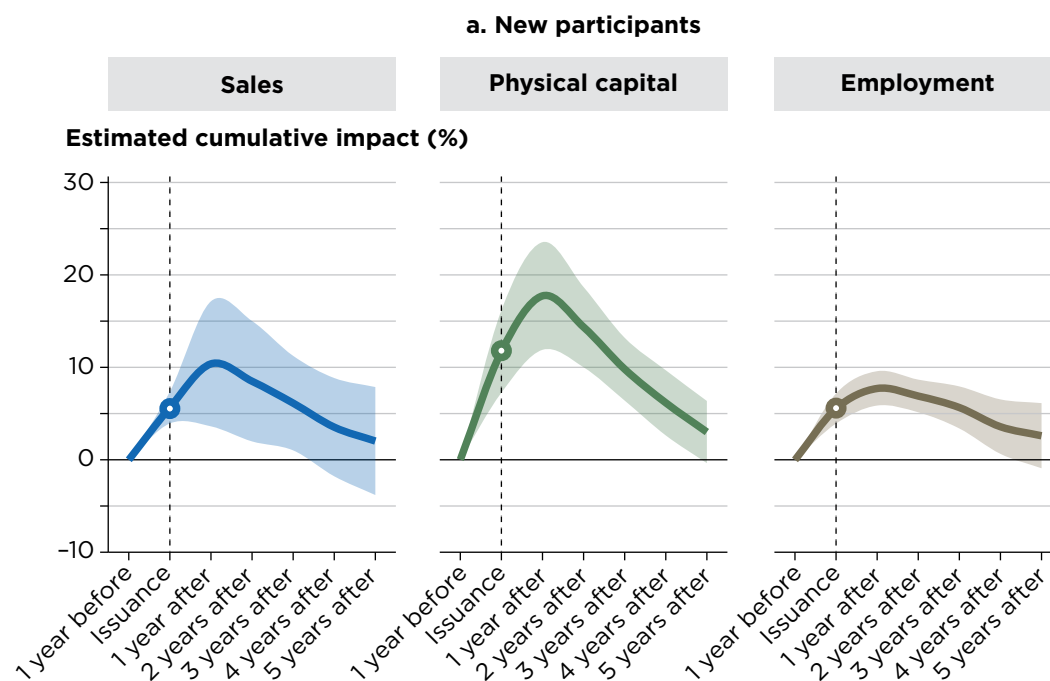 a. New participants
Sales
Physical capital
Employment
Estimated cumulative impact (%)
30
20
10
0
–10
1 year before
Issuance
1 year after
2 years after
3 years after
4 years after
5 years after
1 year before
Issuance
1 year after
2 years after
3 years after
4 years after
5 years after
1 year before
Issuance
1 year after
2 years after
3 years after
4 years after
5 years after